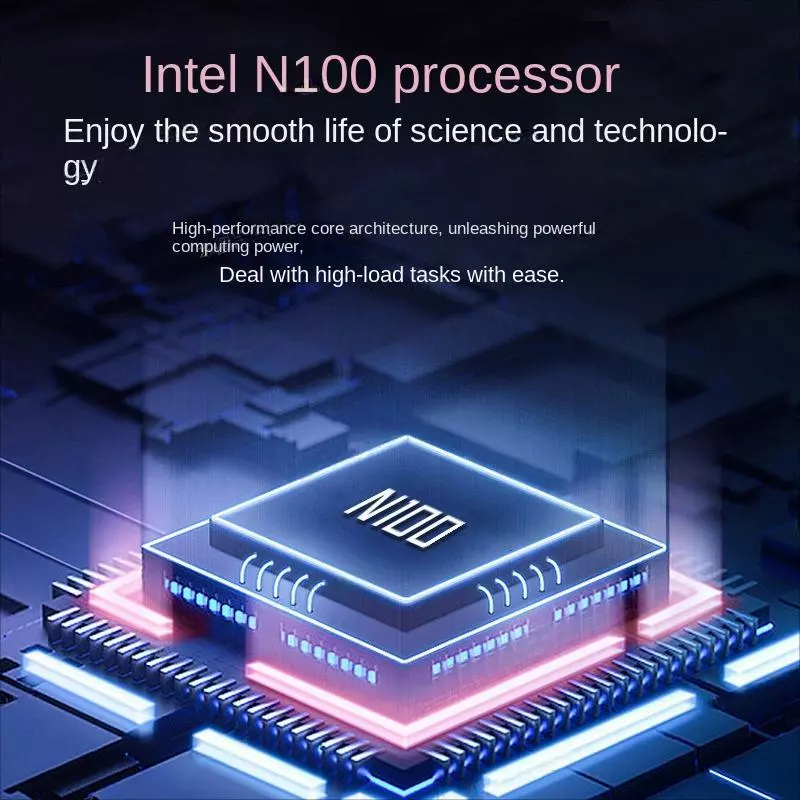 Intel N100 processor
Enjoy the smooth life of science and technolo-
gy
High-performance core architecture, unleashing powerful
computing power,
Deal with high-load tasks with ease.
N100